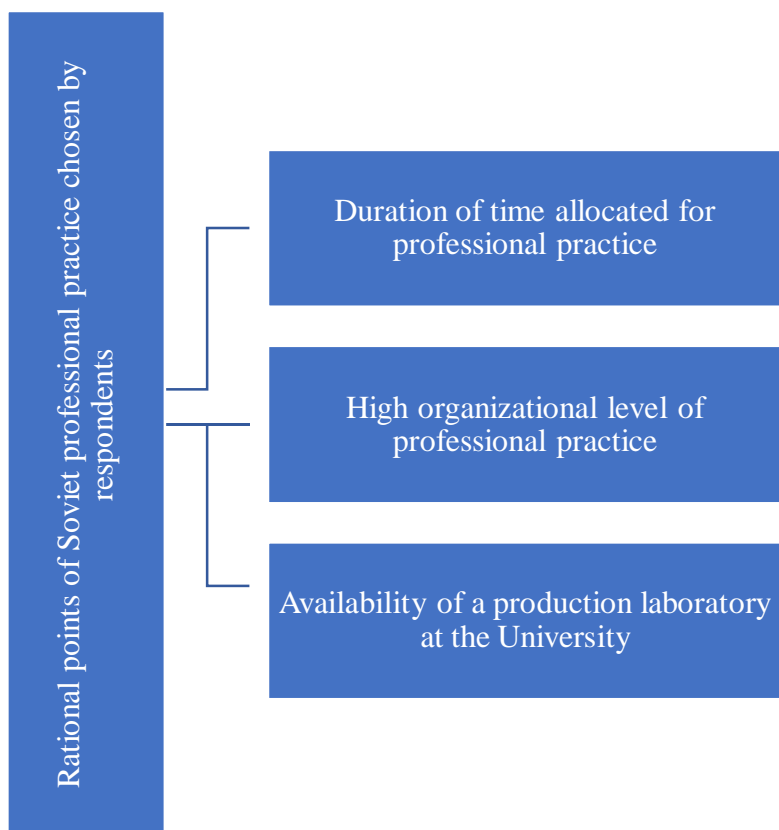 Rational points of Soviet professional practice chosen by
respondents
Duration of time allocated for
professional practice
High organizational level of
professional practice
Availability of a production laboratory
at the University